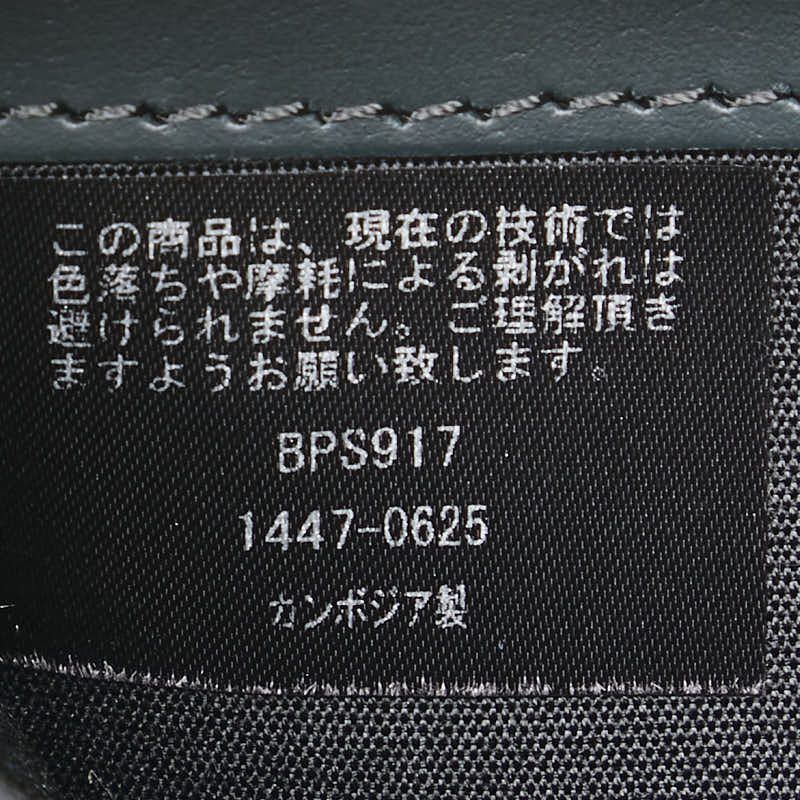 この商品は、現在の技術では
色落ちや摩耗による剥がれは
避けられません。ご理解頂き
ますようお願い致します。
BPS917
1447-0625
カンボジア製